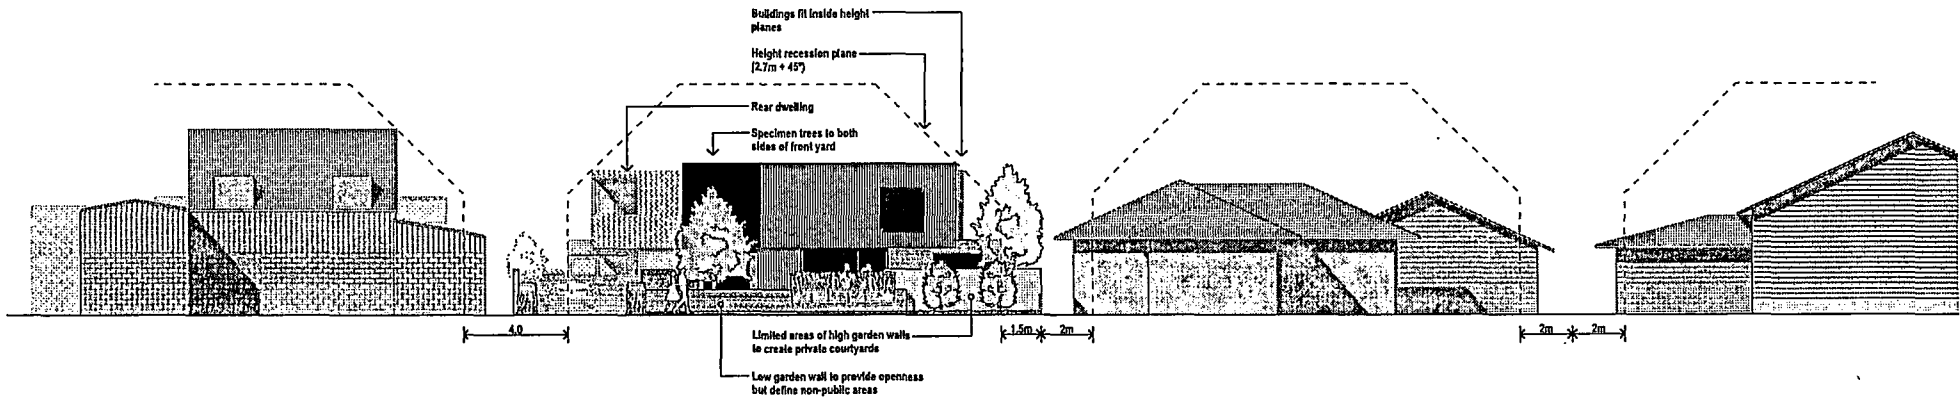 Buildings fit inside height
planes
Height recession plane
(2.7m + 45°)
Rear dwelling
Specimen trees to both
sides of front yard
4.0
1.5m
2m
2m
2m
Limited areas of high garden walls
to create private courtyards
Low garden wall to provide openness
but define non-public areas